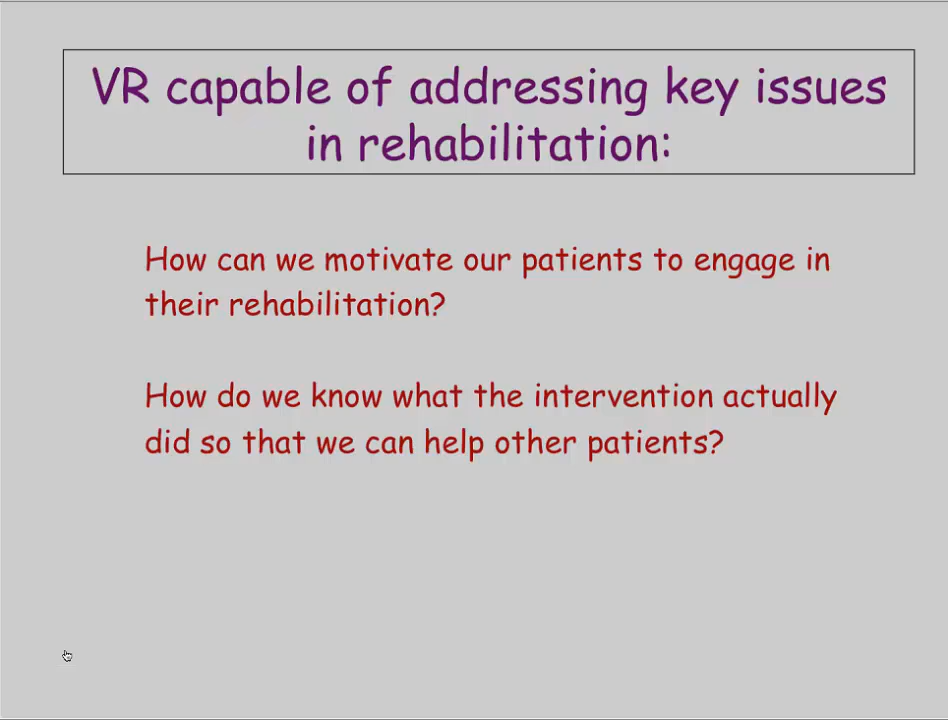 VR capable of addressing key issues
in rehabilitation:
How can we motivate our patients to engage in
their rehabilitation?
How do we know what the intervention actually
did so that we can help other patients?